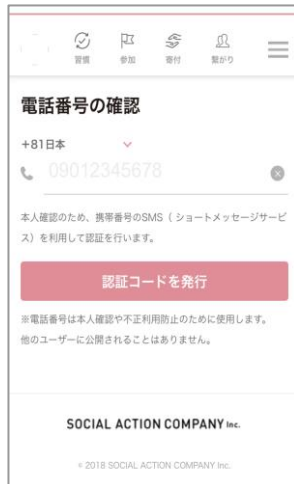 習慣 参加 寄付 繋がり
電話番号の確認
+81日本
09012345678
本人確認のため、携帯番号のSMS（ショートメッセージサービ
ス）を利用して認証を行います。
認証コードを発行
※電話番号は本人確認や不正利用防止のために使用します。
他のユーザーに公開されることはありません。
SOCIAL ACTION COMPANY Inc.
© 2018 SOCIAL ACTION COMPANY Inc.